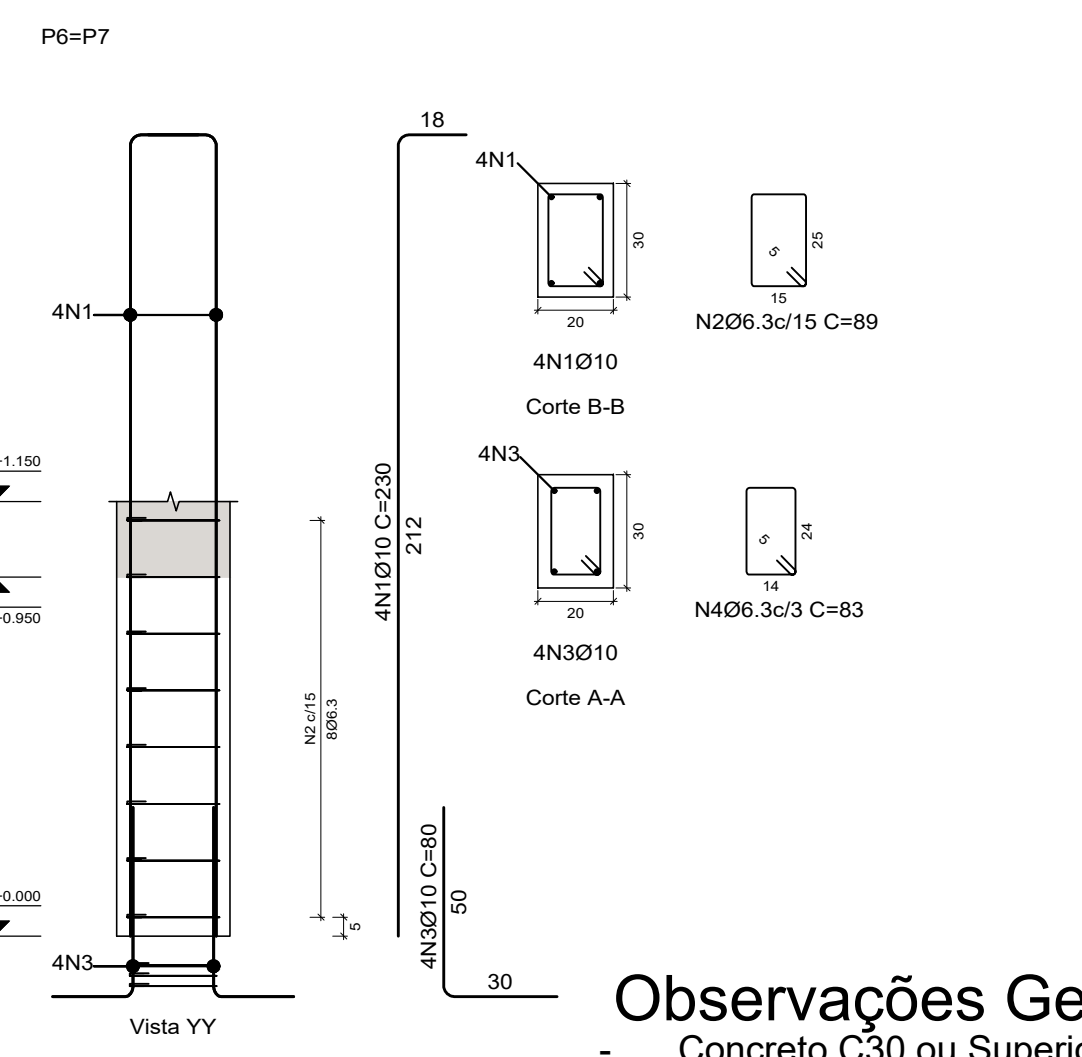 P6=P7
18
4N1
30
25
5
15
20
N2Ø6.3c/15 C=89
4N1
4N1Ø10
Corte B-B
4N3
1.150
4N1Ø10 C=230
212
30
24
5
14
20
N4Ø6.3c/3 C=83
0.950
4N3Ø10
Corte A-A
N2 c/15
8Ø6.3
4N3Ø10 C=80
50
0.000
5
4N3
30
Vista YY
Observações Ge
- Concreto C30 ou Superio